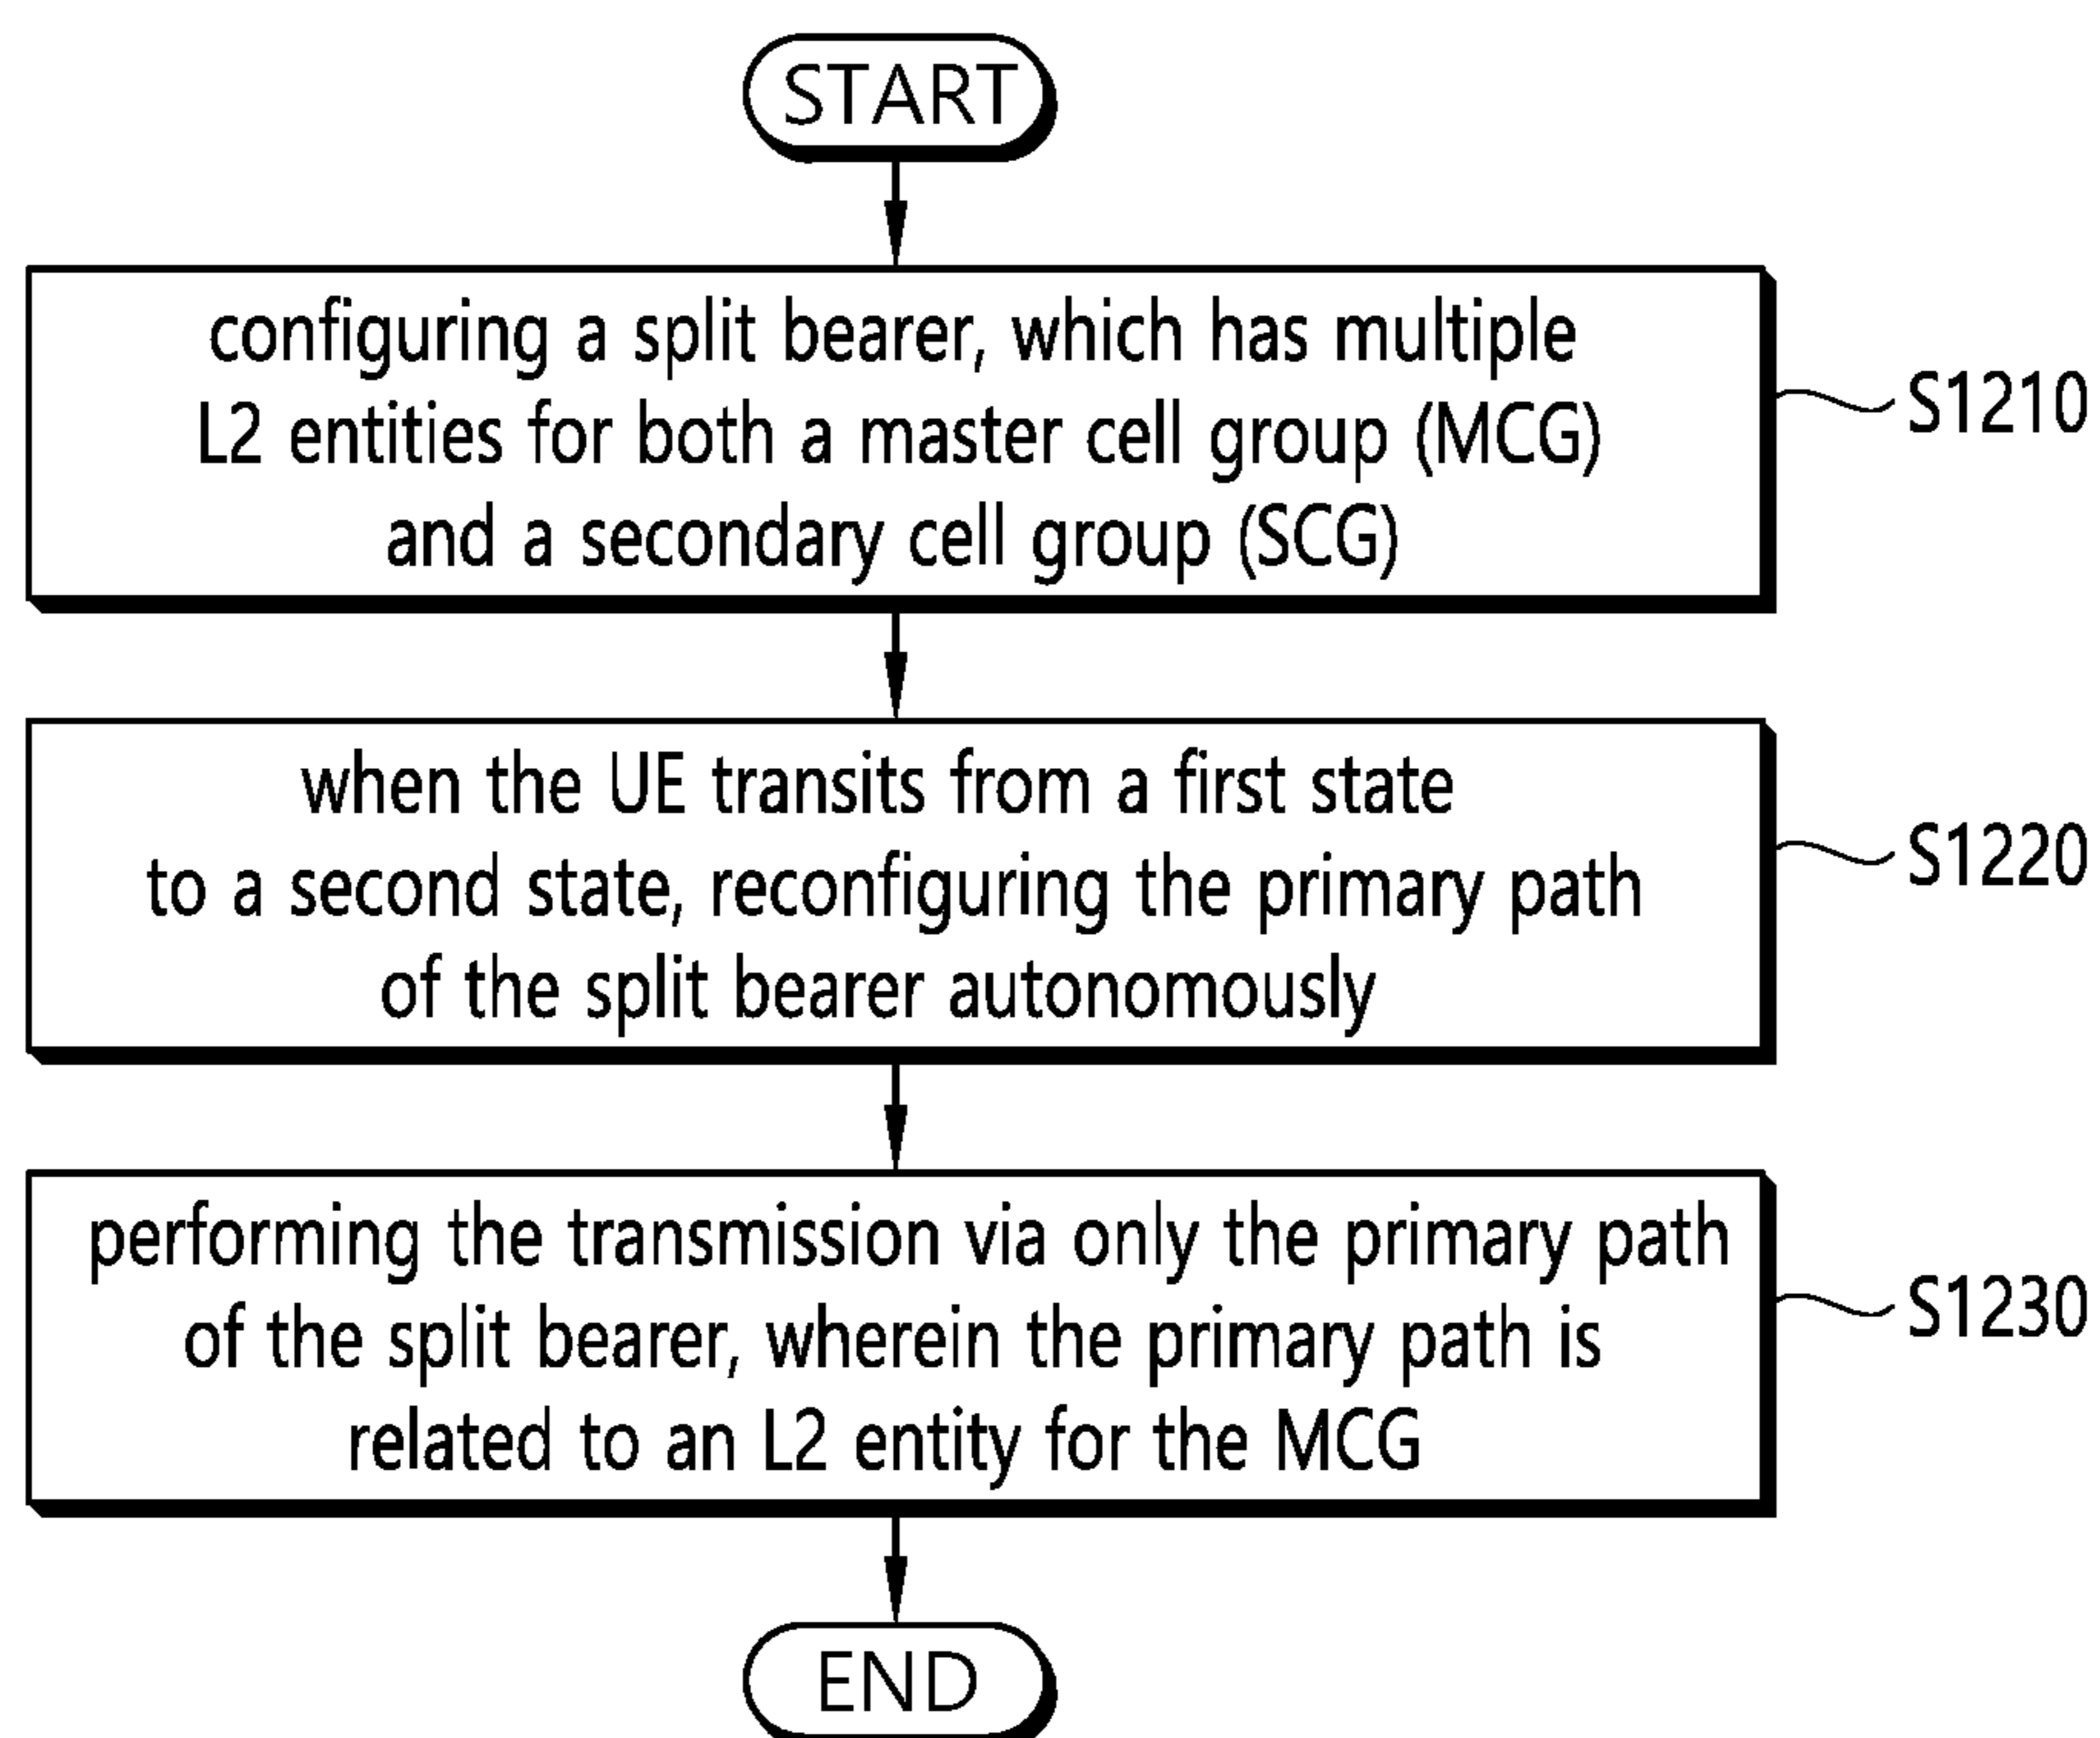 START
configuring a split bearer, which has multiple
L2 entities for both a master cell group (MCG)
and a secondary cell group (SCG)
S1210
when the UE transits from a first state
to a second state, reconfiguring the primary path
of the split bearer autonomously
S1220
performing the transmission via only the primary path
of the split bearer, wherein the primary path is
related to an L2 entity for the MCG
S1230
END